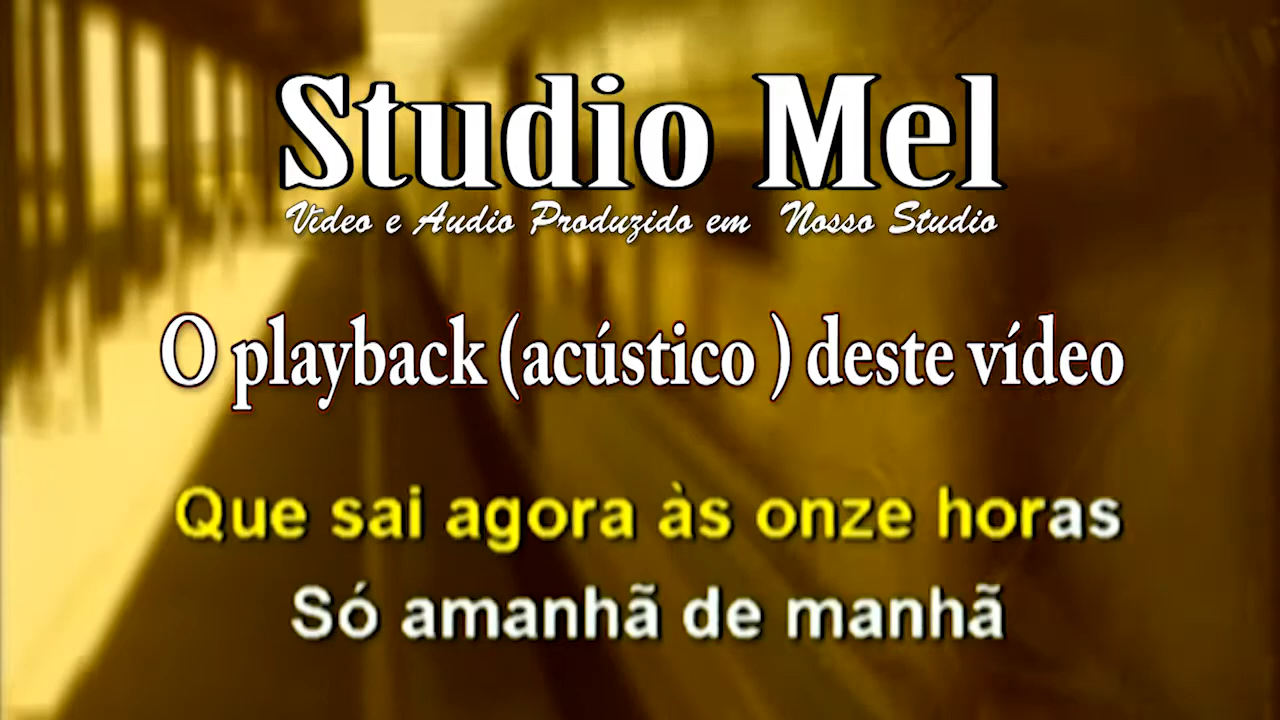 Studio Mel
Vídeo e Audio Produzido em Nosso Studio
O playback (acústico ) deste vídeo
Que sai agora às onze horas
Só amanhã de manhã